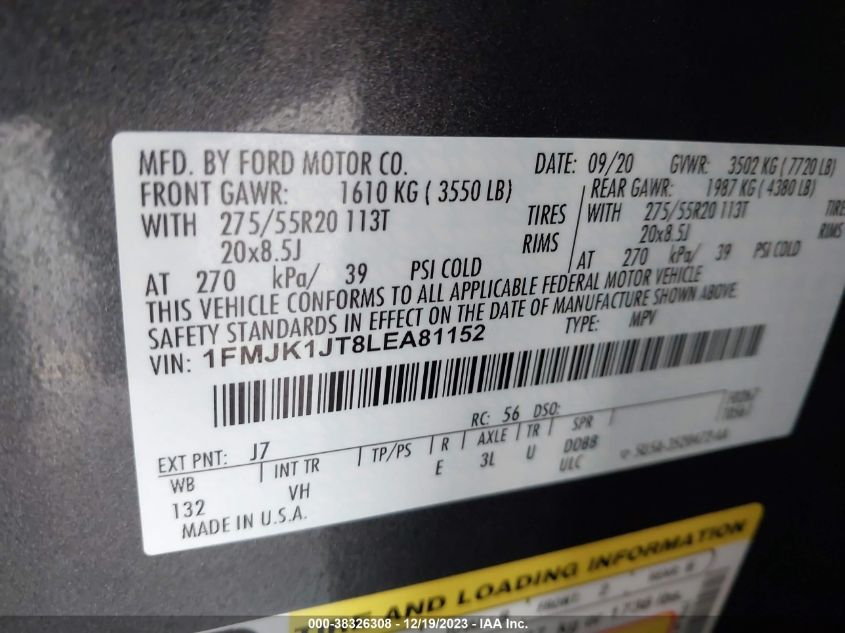 MFD. BY FORD MOTOR CO. DATE: 09/20 GVWR: 3502 KG ( 7720 LB)
FRONT GAWR: 1610 KG ( 3550 LB) REAR GAWR: 1987 KG ( 4380 LB)
WITH 275/55R20 113T TIRES WITH 275/55R20 113T TIRE
20x8.5J RIMS 20x8.5J RIMS
AT 270 kPa/ 39 PSI COLD AT 270 kPa/ 39 PSI COLD
THIS VEHICLE CONFORMS TO ALL APPLICABLE FEDERAL MOTOR VEHICLE
SAFETY STANDARDS IN EFFECT ON THE DATE OF MANUFACTURE SHOWN ABOVE.
VIN: 1FMJK1JT8LEA81152 TYPE: MPV
RC: 56 DSO:
EXT PNT: J7
WB INT TR TP/PS R AXLE TR SPR
132 VH E 3L U DDBB
ULC
MADE IN U.S.A.
TIRE AND LOADING INFORMATION
000-38326308 - 12/19/2023 - IAA Inc.